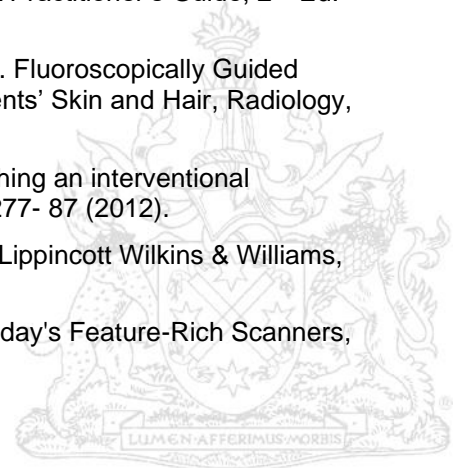 Practitioner's Guide, 2nd Ed.
. Fluoroscopically Guided
ents' Skin and Hair, Radiology,
ning an interventional
277- 87 (2012).
Lippincott Wilkins & Williams,
day's Feature-Rich Scanners,
LUMEN·AFFERIMUS·MORBIS
®